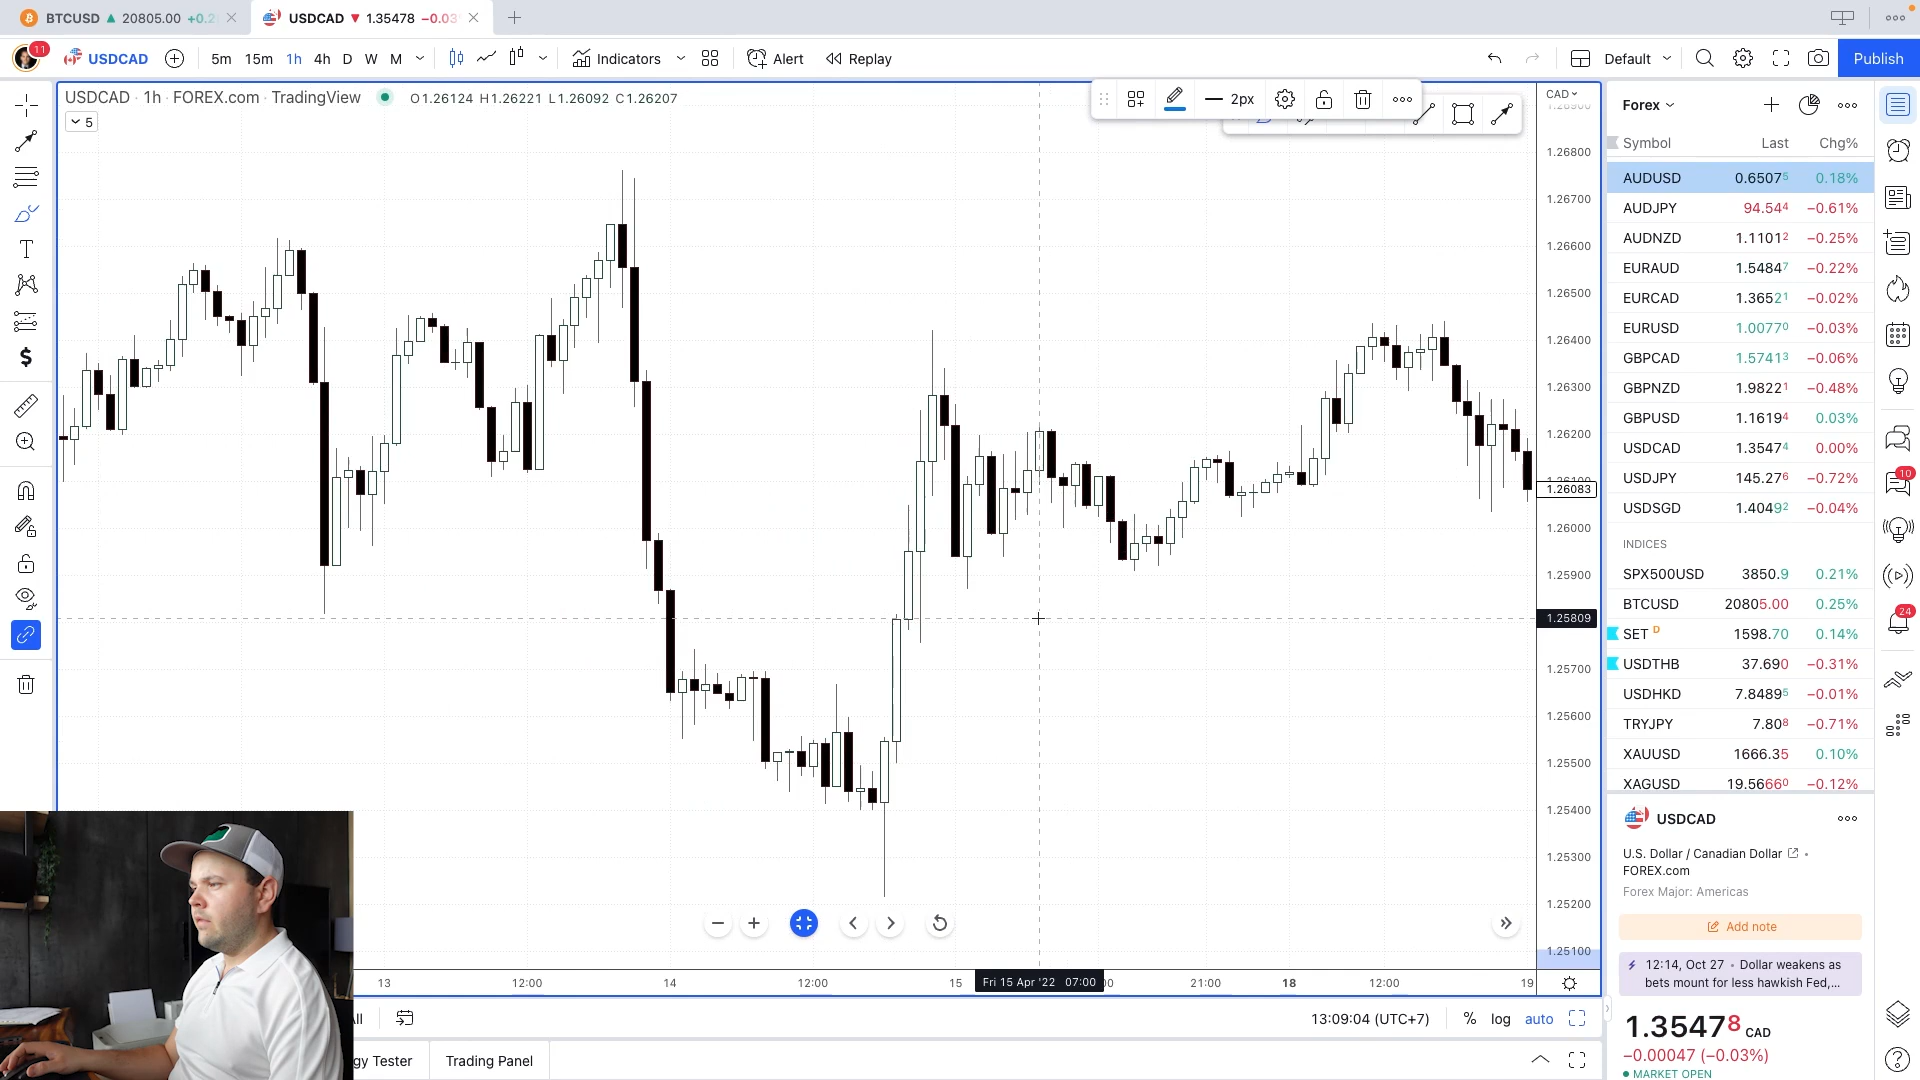 BTCUSD ▲ 20805.00 +0.2
USDCAD ▼ 1.35478 −0.03
11 USDCAD 5m 15m 1h 4h D W M Indicators Alert Replay Default Publish
USDCAD · 1h · FOREX.com · TradingView O1.26124 H1.26221 L1.26092 C1.26207
5
2px
CAD
1.26800
1.26700
1.26600
1.26500
1.26400
1.26300
1.26200
1.26083
1.26000
1.25900
1.25809
1.25700
1.25600
1.25500
1.25400
1.25300
1.25200
1.25100
13 12:00 14 12:00 15 Fri 15 Apr '22 07:00 21:00 18 12:00 19
13:09:04 (UTC+7) % log auto
gy Tester Trading Panel
Forex
Symbol Last Chg%
AUDUSD 0.65075 0.18%
AUDJPY 94.544 −0.61%
AUDNZD 1.11012 −0.25%
EURAUD 1.54847 −0.22%
EURCAD 1.36521 −0.02%
EURUSD 1.00770 −0.03%
GBPCAD 1.57413 −0.06%
GBPNZD 1.98221 −0.48%
GBPUSD 1.16194 0.03%
USDCAD 1.35474 0.00%
USDJPY 145.276 −0.72%
USDSGD 1.40492 −0.04%
INDICES
SPX500USD 3850.9 0.21%
BTCUSD 20805.00 0.25%
SET D 1598.70 0.14%
USDTHB 37.690 −0.31%
USDHKD 7.84895 −0.01%
TRYJPY 7.808 −0.71%
XAUUSD 1666.35 0.10%
XAGUSD 19.5660 −0.12%
USDCAD
U.S. Dollar / Canadian Dollar •
FOREX.com
Forex Major: Americas
Add note
12:14, Oct 27 • Dollar weakens as
bets mount for less hawkish Fed,...
1.35478 CAD
−0.00047 (−0.03%)
MARKET OPEN
10
24